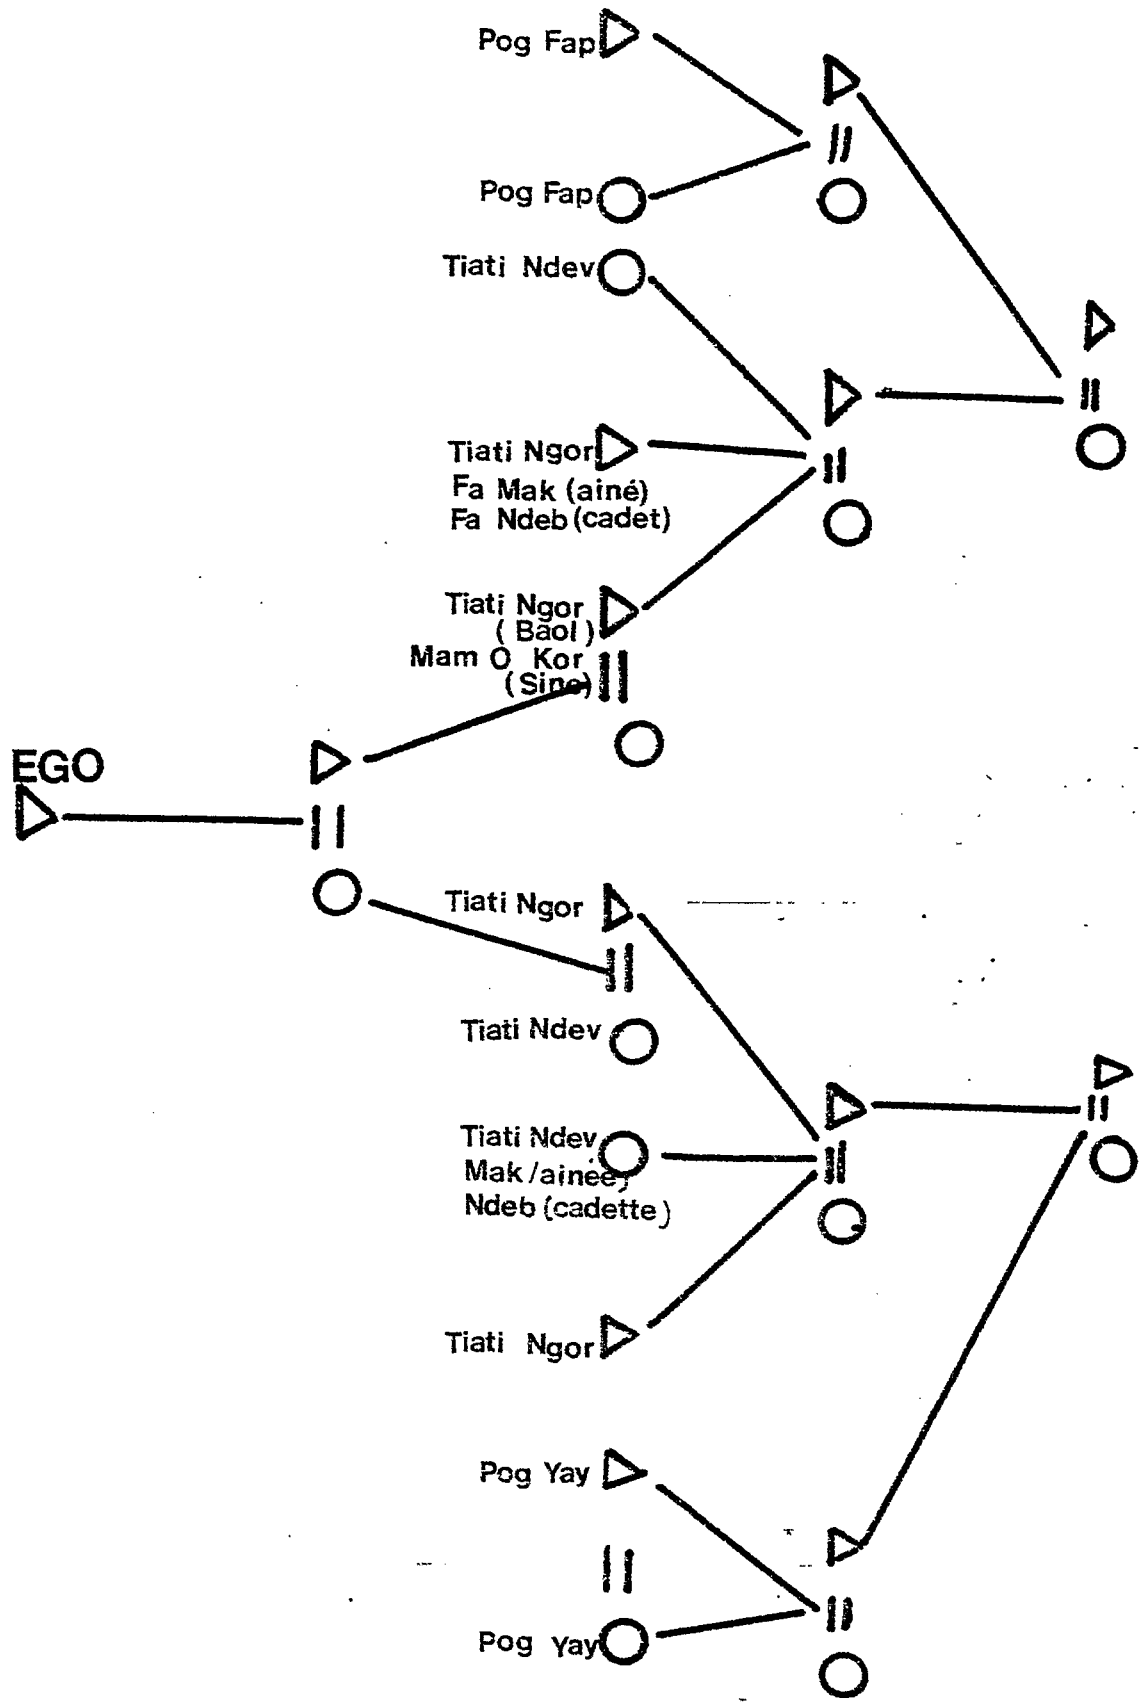 Pog Fap
Pog Fap
Tiati Ndev
Tiati Ngor
Fa Mak (ainé)
Fa Ndeb (cadet)
Tiati Ngor
(Baol)
Mam O Kor
(Sine)
EGO
Tiati Ngor
Tiati Ndev
Tiati Ndev
Mak/ainée)
Ndeb (cadette)
Tiati Ngor
Pog Yay
Pog Yay